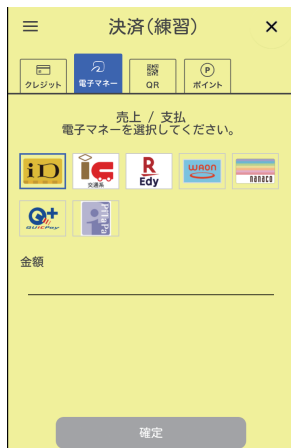 決済(練習)
クレジット
電子マネー
QR
P
ポイント
売上 / 支払
電子マネーを選択してください。
iD
交通系
R
Edy
WAON
nanaco
QUICPay
PiTaPa
金額
確定